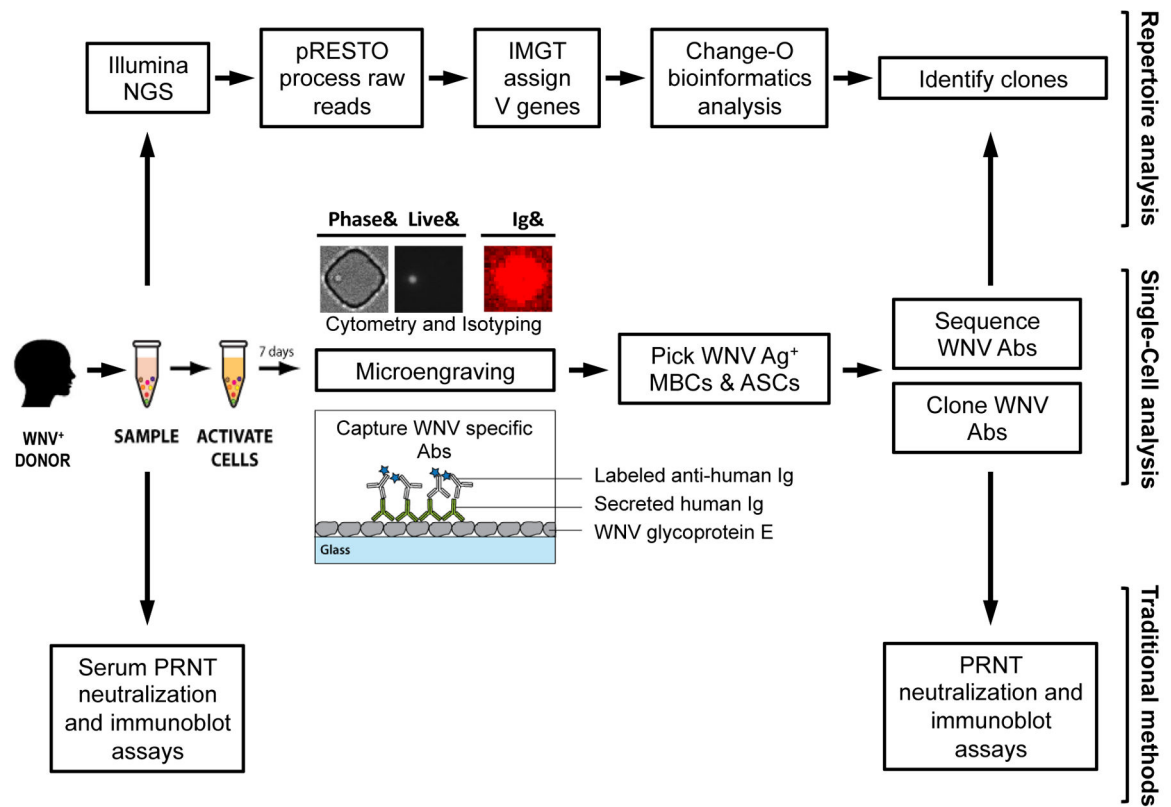 Illumina
NGS
pRESTO
process raw
reads
IMGT
assign
V genes
Change-O
bioinformatics
analysis
Identify clones
Repertoire analysis
Phase& Live& Ig&
Cytometry and Isotyping
WNV⁺
DONOR
SAMPLE
ACTIVATE
CELLS
7 days
Microengraving
Pick WNV Ag⁺
MBCs & ASCs
Sequence
WNV Abs
Clone WNV
Abs
Single-Cell analysis
Capture WNV specific
Abs
Labeled anti-human Ig
Secreted human Ig
WNV glycoprotein E
Glass
Serum PRNT
neutralization
and immunoblot
assays
PRNT
neutralization and
immunoblot
assays
Traditional methods